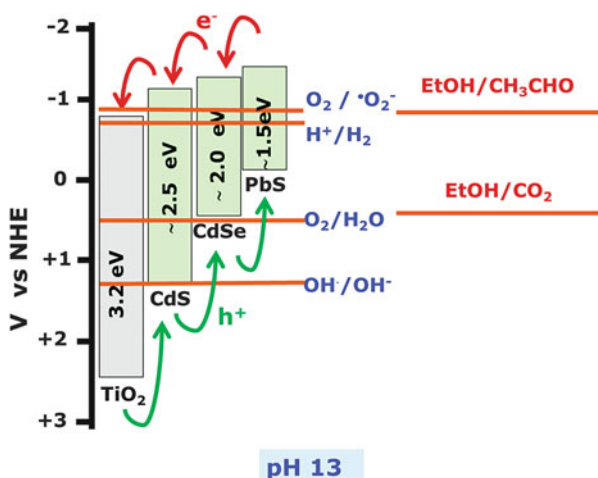 -2
-1
0
+1
+2
+3
V vs NHE
e⁻
3.2 eV
~ 2.5 eV
~ 2.0 eV
~1.5eV
TiO₂
CdS
CdSe
PbS
h⁺
O₂ / •O₂⁻
H⁺/H₂
O₂/H₂O
OH·/OH⁻
EtOH/CH₃CHO
EtOH/CO₂
pH 13